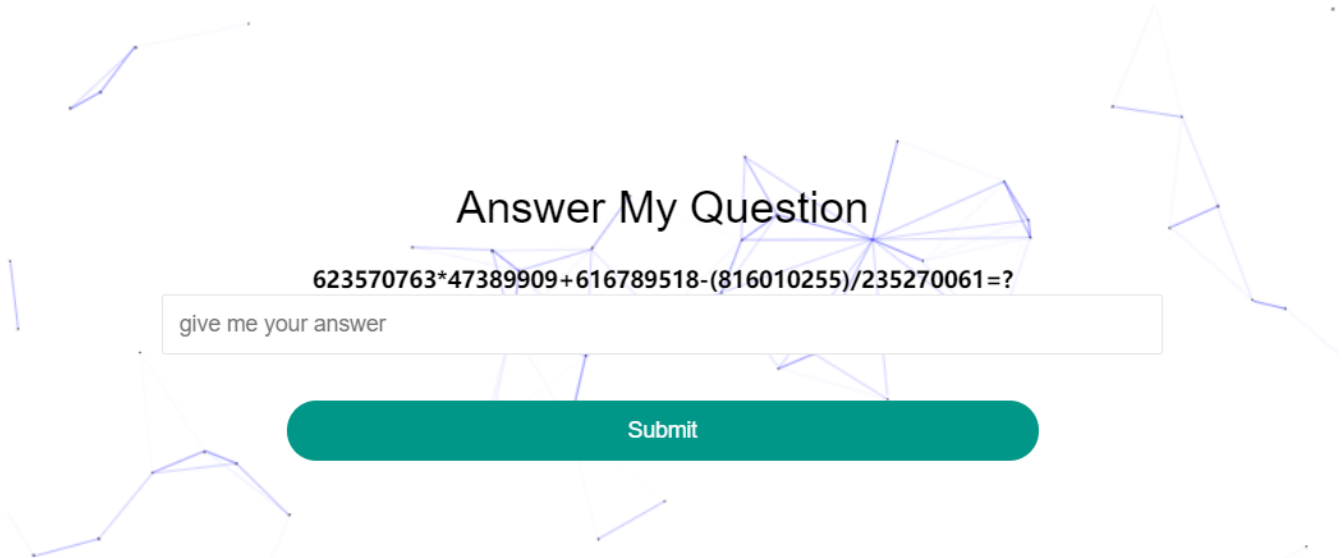 Answer My Question
623570763*47389909+616789518-(816010255)/235270061=?
give me your answer
Submit